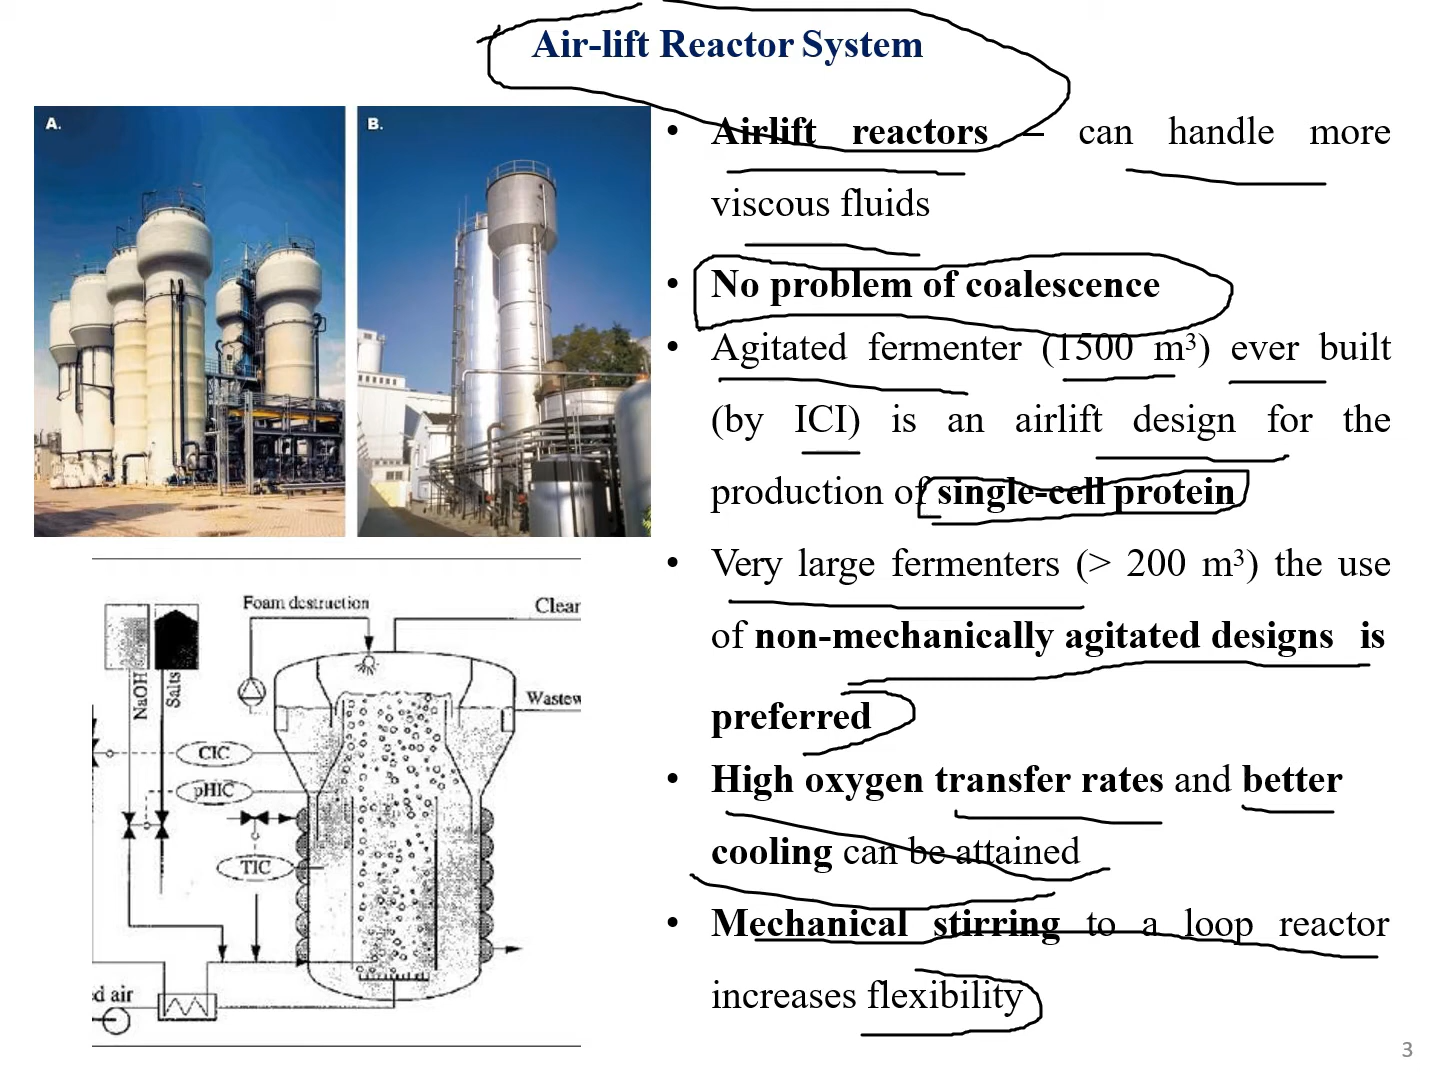 Air-lift Reactor System
A.
B.
• Airlift reactors – can handle more
viscous fluids
• No problem of coalescence
• Agitated fermenter (1500 m³) ever built
(by ICI) is an airlift design for the
production of single-cell protein
• Very large fermenters (> 200 m³) the use
of non-mechanically agitated designs is
preferred
• High oxygen transfer rates and better
cooling can be attained
• Mechanical stirring to a loop reactor
increases flexibility
Foam destruction
Clear
NaOH
Salts
Wastew
CIC
pHIC
TIC
d air
3